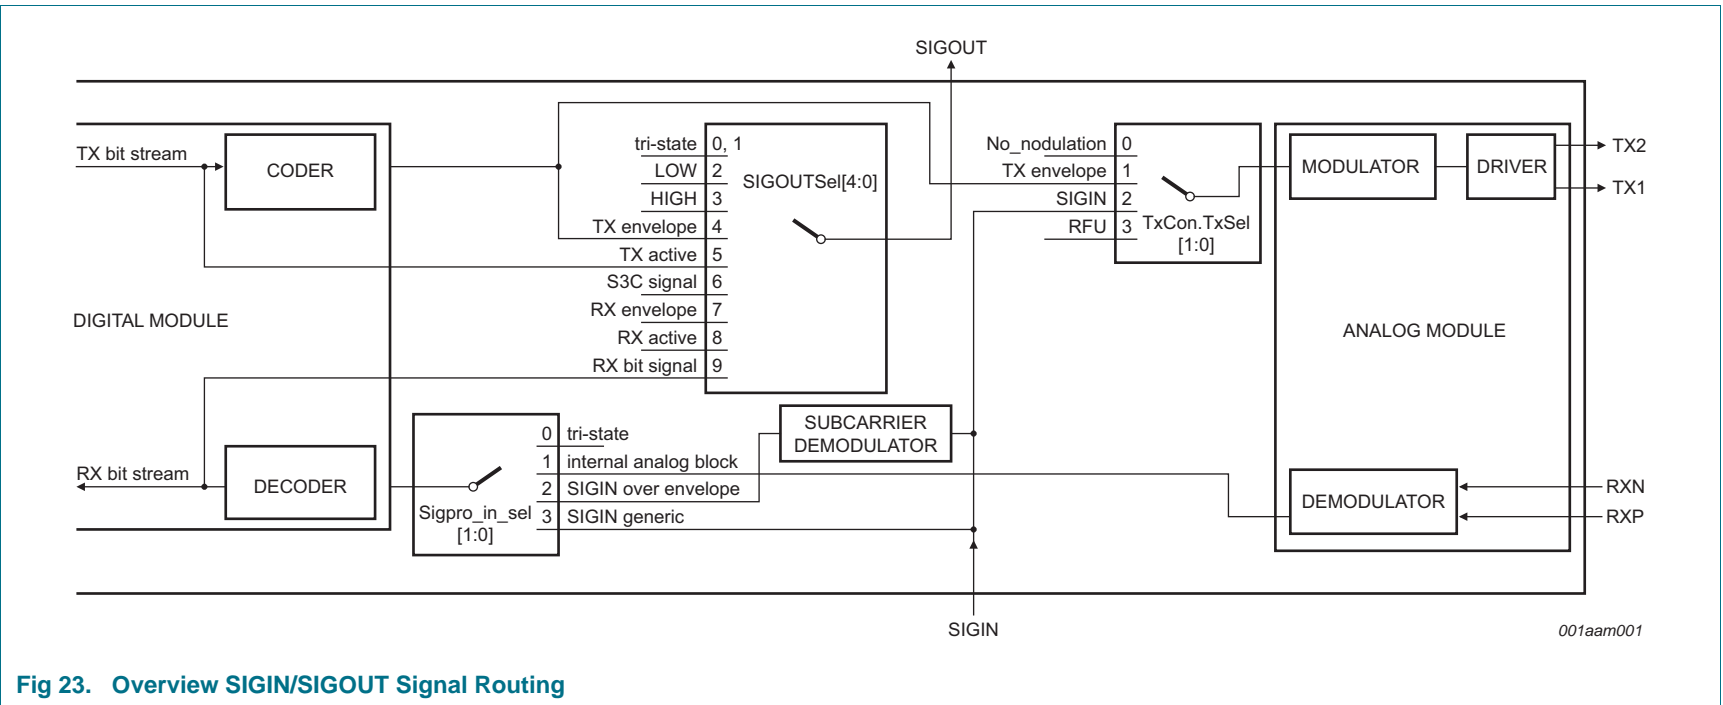 SIGOUT
TX bit stream
CODER
tri-state 0, 1
LOW 2
HIGH 3
TX envelope 4
TX active 5
S3C signal 6
RX envelope 7
RX active 8
RX bit signal 9
SIGOUTSel[4:0]
No_nodulation 0
TX envelope 1
SIGIN 2
RFU 3
TxCon.TxSel
[1:0]
MODULATOR
DRIVER
TX2
TX1
DIGITAL MODULE
ANALOG MODULE
SUBCARRIER
DEMODULATOR
RX bit stream
DECODER
Sigpro_in_sel
[1:0]
0 tri-state
1 internal analog block
2 SIGIN over envelope
3 SIGIN generic
DEMODULATOR
RXN
RXP
SIGIN
001aam001
Fig 23. Overview SIGIN/SIGOUT Signal Routing